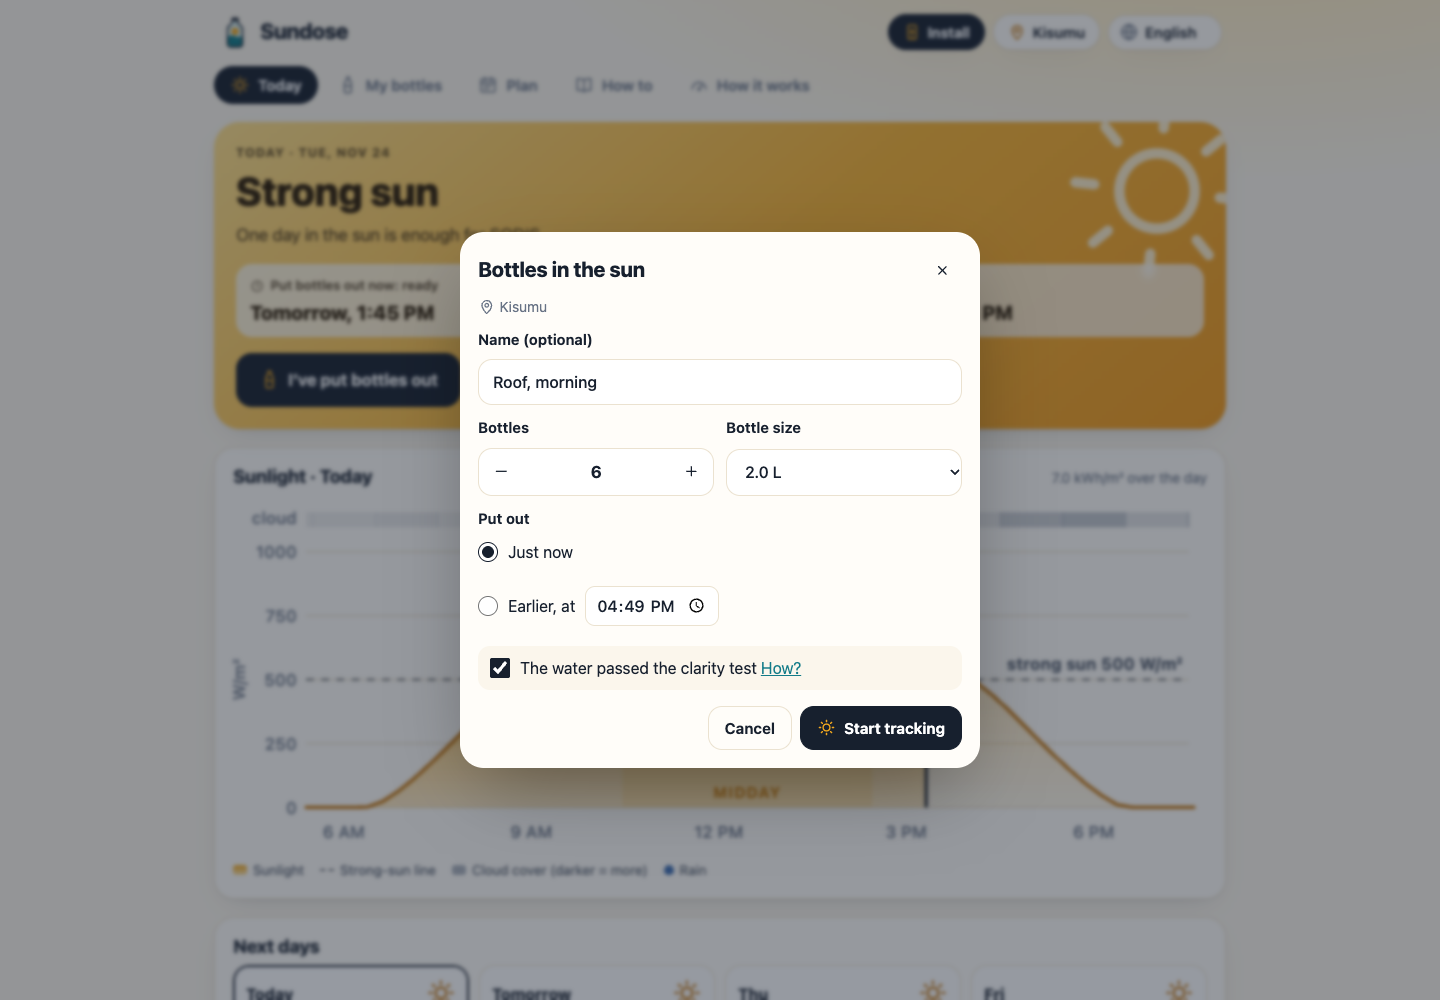 Sundose
Install
Kisumu
English
Today
My bottles
Plan
How to
How it works
TODAY · TUE, NOV 24
Strong sun
One day in the sun is enough
Put bottles out now: ready
Tomorrow, 1:45 PM
PM
I've put bottles out
Bottles in the sun
Kisumu
Name (optional)
Roof, morning
Bottles
Bottle size
6
2.0 L
Put out
Just now
Earlier, at
04:49 PM
The water passed the clarity test How?
Cancel
Start tracking
Sunlight · Today
7.0 kWh/m² over the day
cloud
1000
750
500
250
0
W/m²
strong sun 500 W/m²
MIDDAY
6 AM
9 AM
12 PM
3 PM
6 PM
Sunlight
Strong-sun line
Cloud cover (darker = more)
Rain
Next days
Today
Tomorrow
Thu
Fri